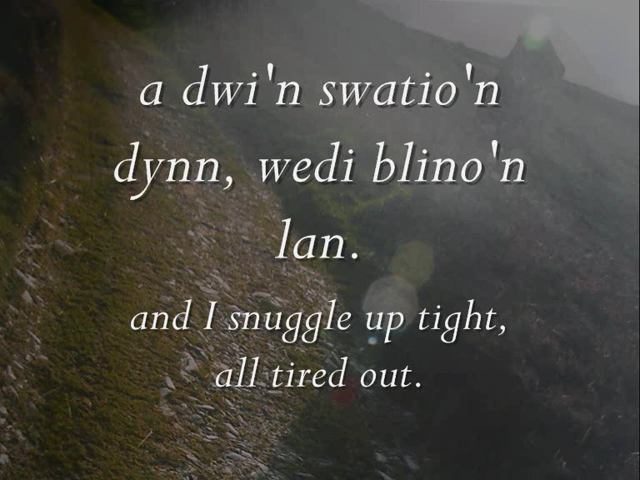 a dwi'n swatio'n
dynn, wedi blino'n
lan.
and I snuggle up tight,
all tired out.